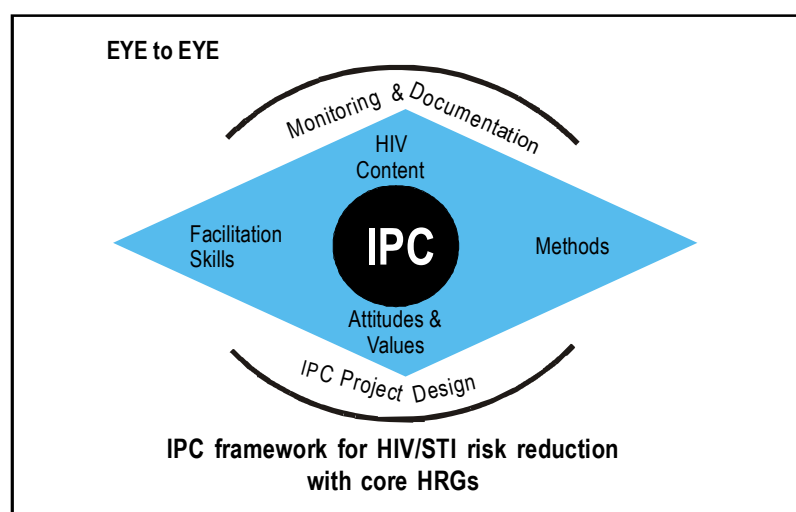 EYE to EYE
Monitoring & Documentation
HIV
Content
Facilitation
Skills
IPC
Methods
Attitudes &
Values
IPC Project Design
IPC framework for HIV/STI risk reduction
with core HRGs